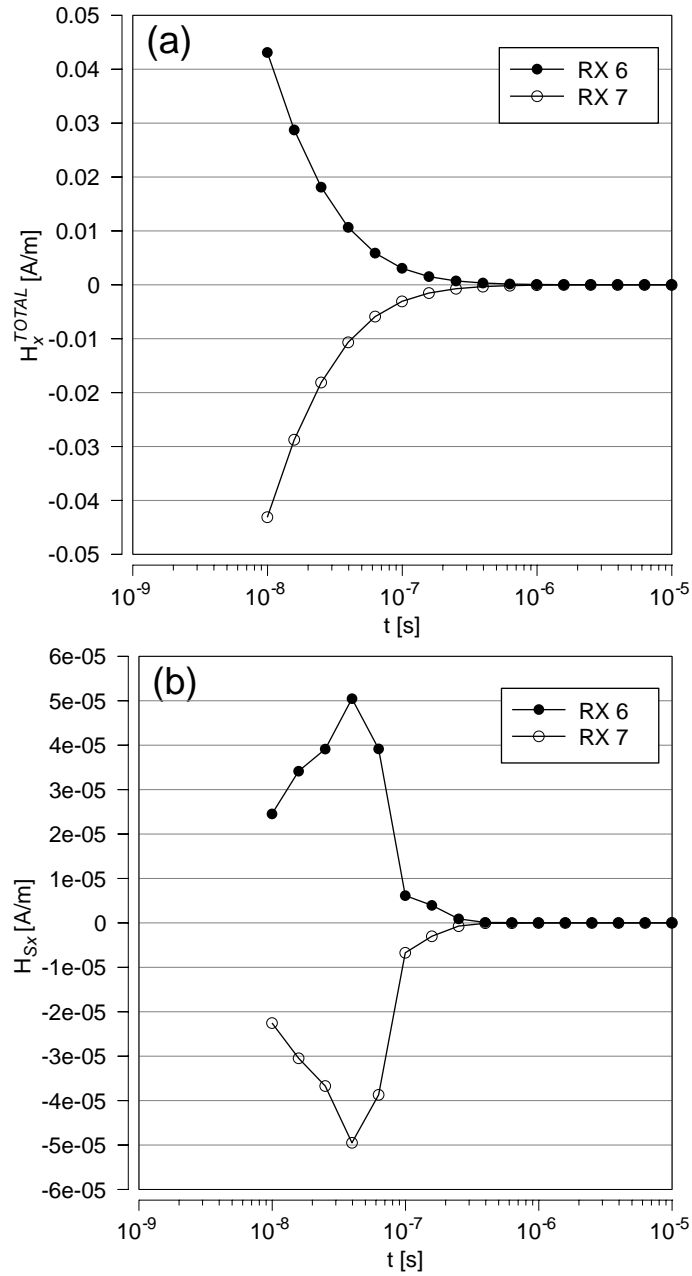 (a)
RX 6
RX 7
0.05
0.04
0.03
0.02
0.01
0
-0.01
-0.02
-0.03
-0.04
-0.05
H_x^TOTAL [A/m]
10^-9 10^-8 10^-7 10^-6 10^-5
t [s]
(b)
RX 6
RX 7
6e-05
5e-05
4e-05
3e-05
2e-05
1e-05
0
-1e-05
-2e-05
-3e-05
-4e-05
-5e-05
-6e-05
H_Sx [A/m]
10^-9 10^-8 10^-7 10^-6 10^-5
t [s]